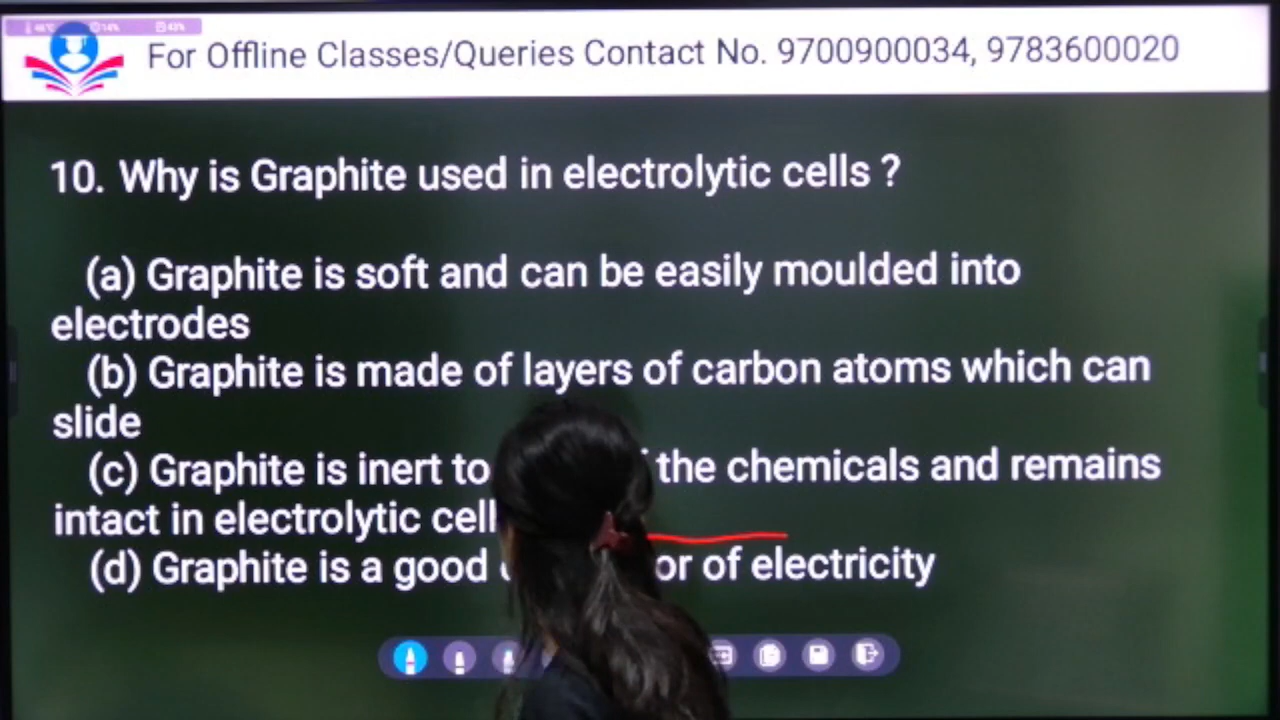 For Offline Classes/Queries Contact No. 9700900034, 9783600020
10. Why is Graphite used in electrolytic cells ?
(a) Graphite is soft and can be easily moulded into
electrodes
(b) Graphite is made of layers of carbon atoms which can
slide
(c) Graphite is inert to the chemicals and remains
intact in electrolytic
(d) Graphite is a good of electricity